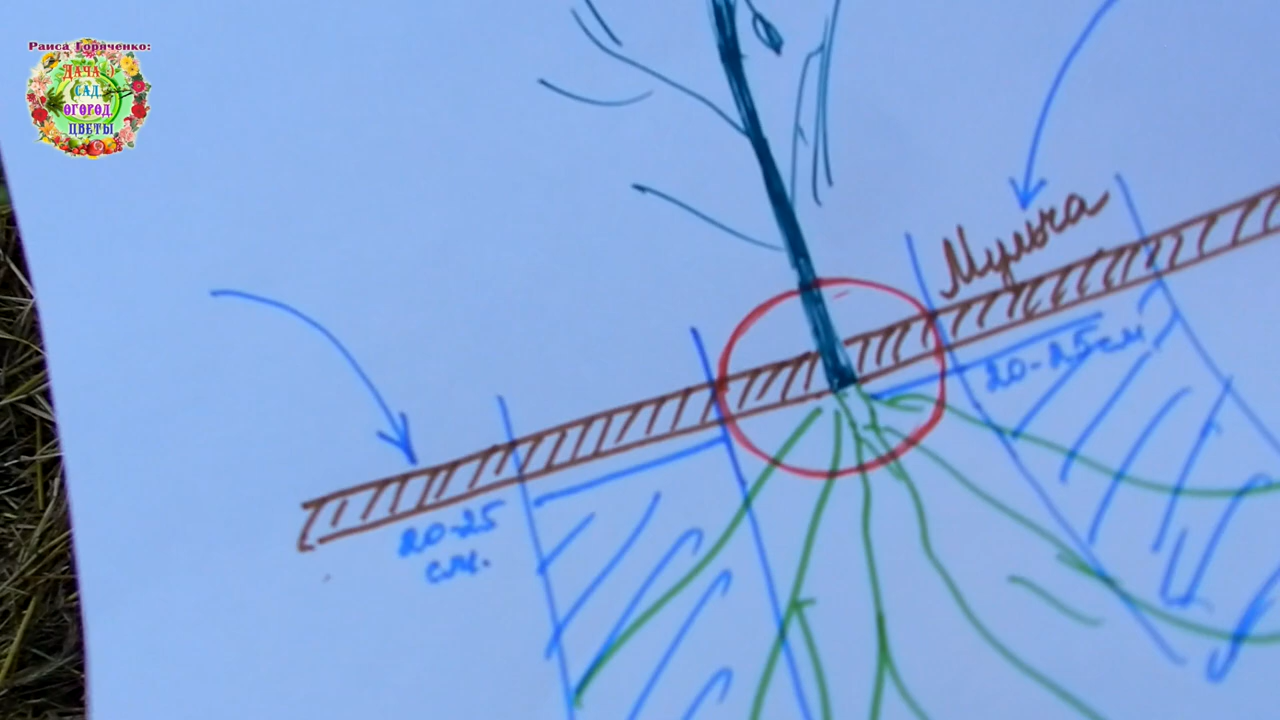 Раиса Горяченко:
Дача :)
САД,
ОГОРОД,
ЦВЕТЫ
Мульча
20-25см
20-25
см.